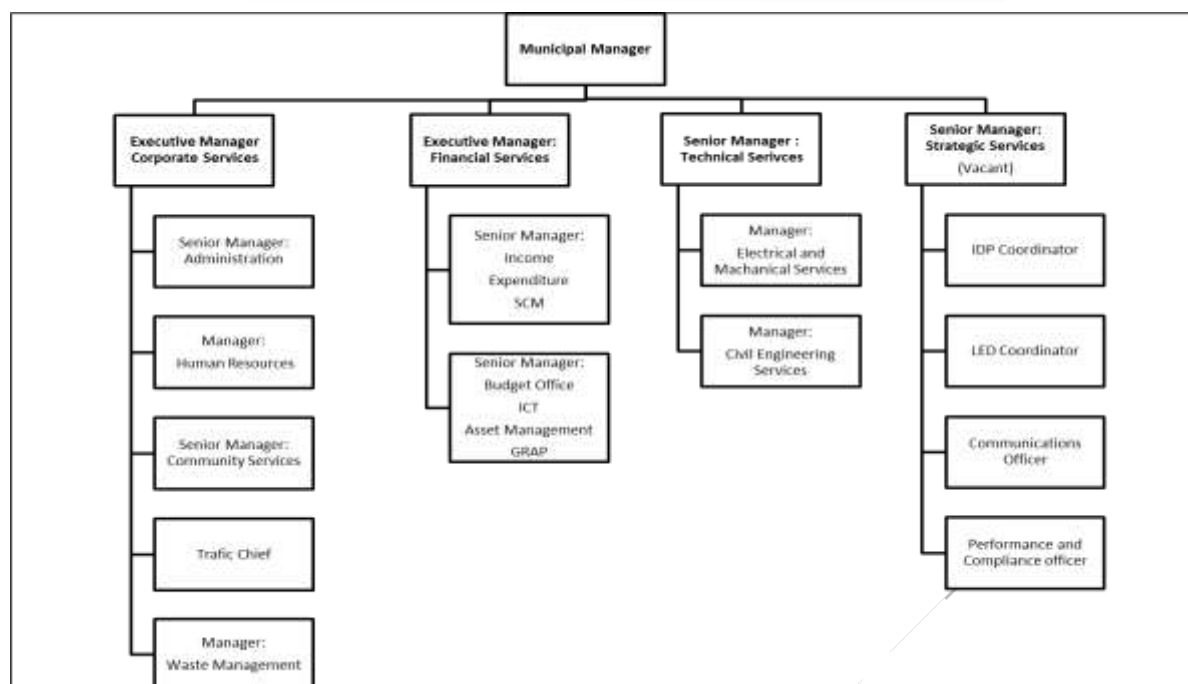 Municipal Manager
Executive Manager
Corporate Services
Senior Manager:
Administration
Manager:
Human Resources
Senior Manager:
Community Services
Trafic Chief
Manager:
Waste Management
Executive Manager:
Financial Services
Senior Manager:
Income
Expenditure
SCM
Senior Manager:
Budget Office
ICT
Asset Management
GRAP
Senior Manager :
Technical Serivces
Manager:
Electrical and
Machanical Services
Manager:
Civil Engineering
Services
Senior Manager:
Strategic Services
(Vacant)
IDP Coordinator
LED Coordinator
Communications
Officer
Performance and
Compliance officer